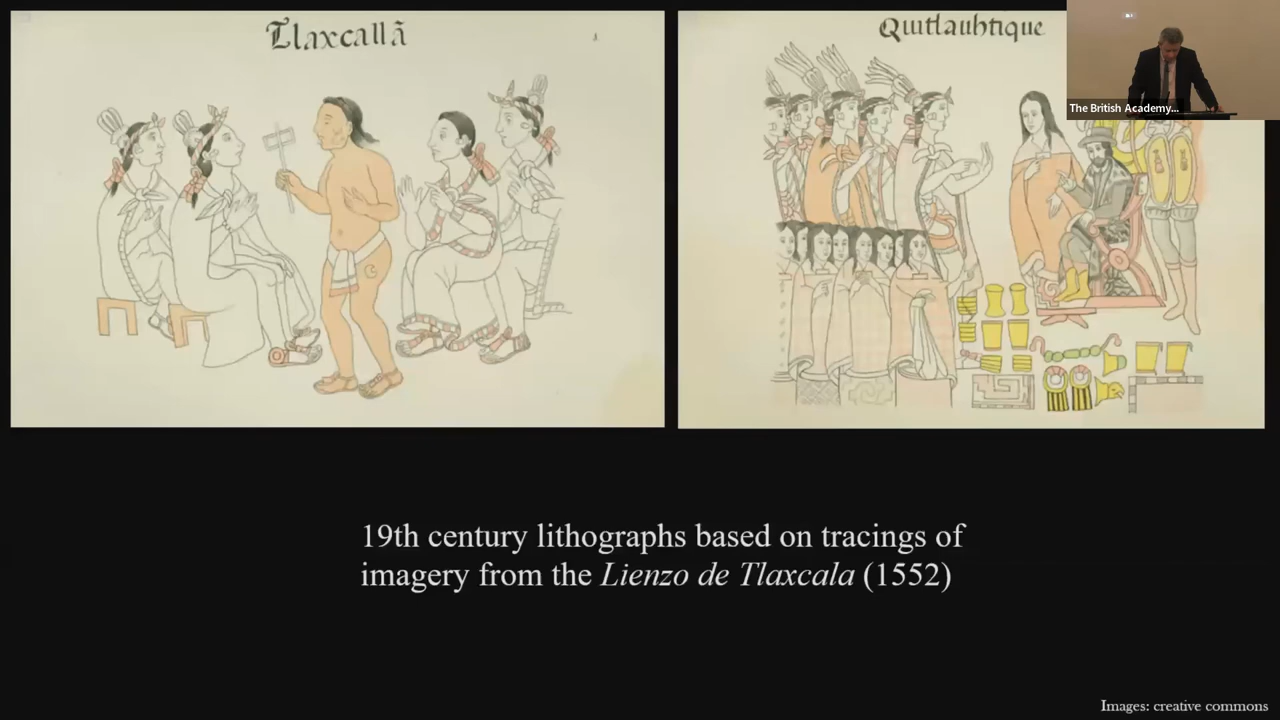 Tlaxcallã
Quitlauhtique
The British Academy...
19th century lithographs based on tracings of
imagery from the Lienzo de Tlaxcala (1552)
Images: creative commons